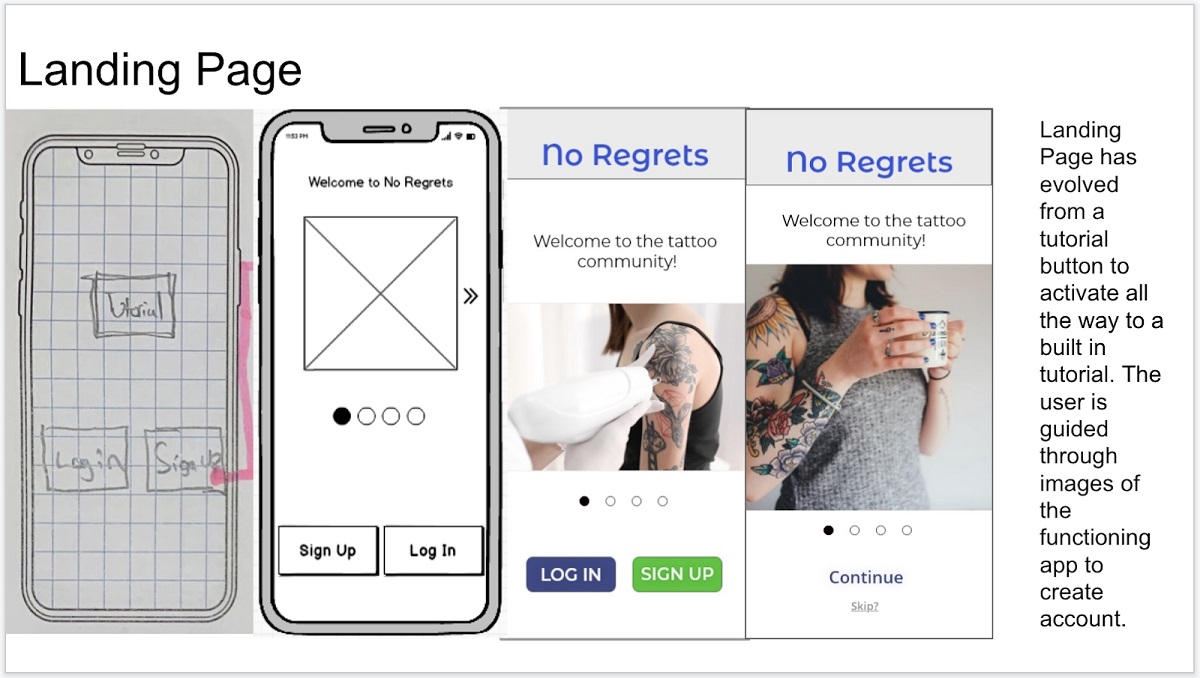 Landing Page
Tutorial
Log in
Sign Up
11:53 PM
Welcome to No Regrets
Sign Up
Log In
No Regrets
Welcome to the tattoo
community!
LOG IN
SIGN UP
No Regrets
Welcome to the tattoo
community!
Continue
Skip?
Landing
Page has
evolved
from a
tutorial
button to
activate all
the way to a
built in
tutorial. The
user is
guided
through
images of
the
functioning
app to
create
account.